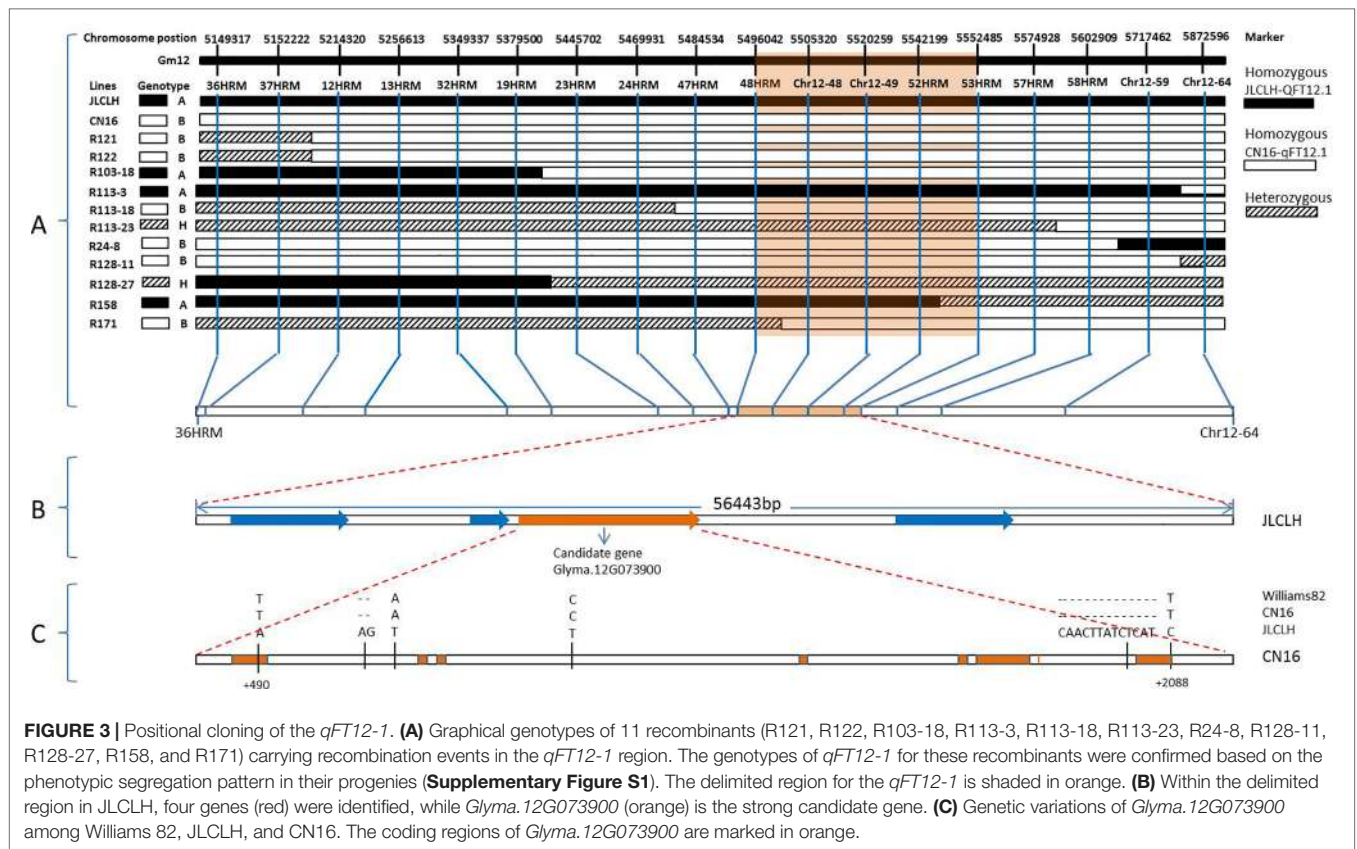 Chromosome postion 5149317 5152222 5214320 5256613 5349337 5379500 5445702 5469931 5484534 5496042 5505320 5520259 5542199 5552485 5574928 5602909 5717462 5872596 Marker
Gm12
Lines Genotype 36HRM 37HRM 12HRM 13HRM 32HRM 19HRM 23HRM 24HRM 47HRM 48HRM Chr12-48 Chr12-49 52HRM 53HRM 57HRM 58HRM Chr12-59 Chr12-64
Homozygous
JLCLH-QFT12.1
Homozygous
CN16-qFT12.1
Heterozygous
JLCLH A
CN16 B
R121 B
R122 B
R103-18 A
R113-3 A
R113-18 B
R113-23 H
R24-8 B
R128-11 B
R128-27 H
R158 A
R171 B
A
36HRM Chr12-64
B
56443bp
JLCLH
Candidate gene
Glyma.12G073900
C
T -- A C ------------- T Williams82
T -- A C ------------- T CN16
A AG T T CAACTTATCTCAT C JLCLH
CN16
+490 +2088
FIGURE 3 | Positional cloning of the qFT12-1. (A) Graphical genotypes of 11 recombinants (R121, R122, R103-18, R113-3, R113-18, R113-23, R24-8, R128-11,
R128-27, R158, and R171) carrying recombination events in the qFT12-1 region. The genotypes of qFT12-1 for these recombinants were confirmed based on the
phenotypic segregation pattern in their progenies (Supplementary Figure S1). The delimited region for the qFT12-1 is shaded in orange. (B) Within the delimited
region in JLCLH, four genes (red) were identified, while Glyma.12G073900 (orange) is the strong candidate gene. (C) Genetic variations of Glyma.12G073900
among Williams 82, JLCLH, and CN16. The coding regions of Glyma.12G073900 are marked in orange.